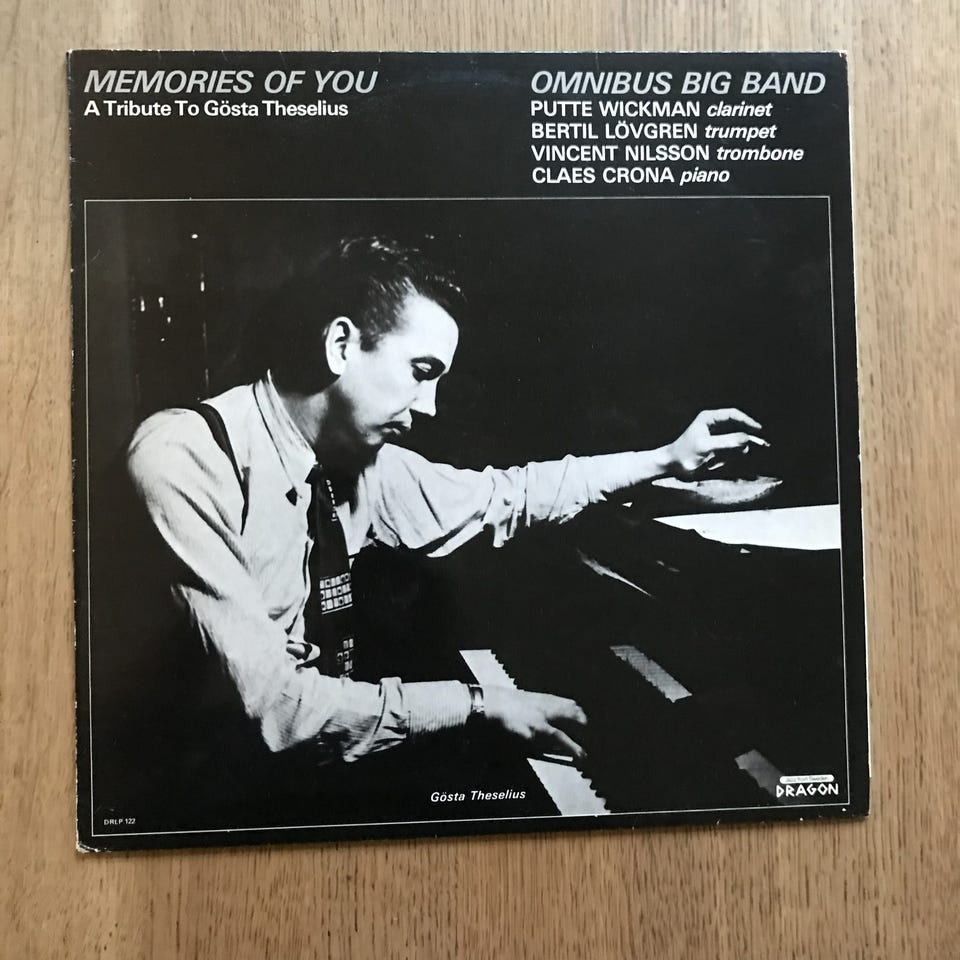 MEMORIES OF YOU
A Tribute To Gösta Theselius
OMNIBUS BIG BAND
PUTTE WICKMAN clarinet
BERTIL LÖVGREN trumpet
VINCENT NILSSON trombone
CLAES CRONA piano
Gösta Theselius
Jazz from Sweden
DRAGON
DRLP 122